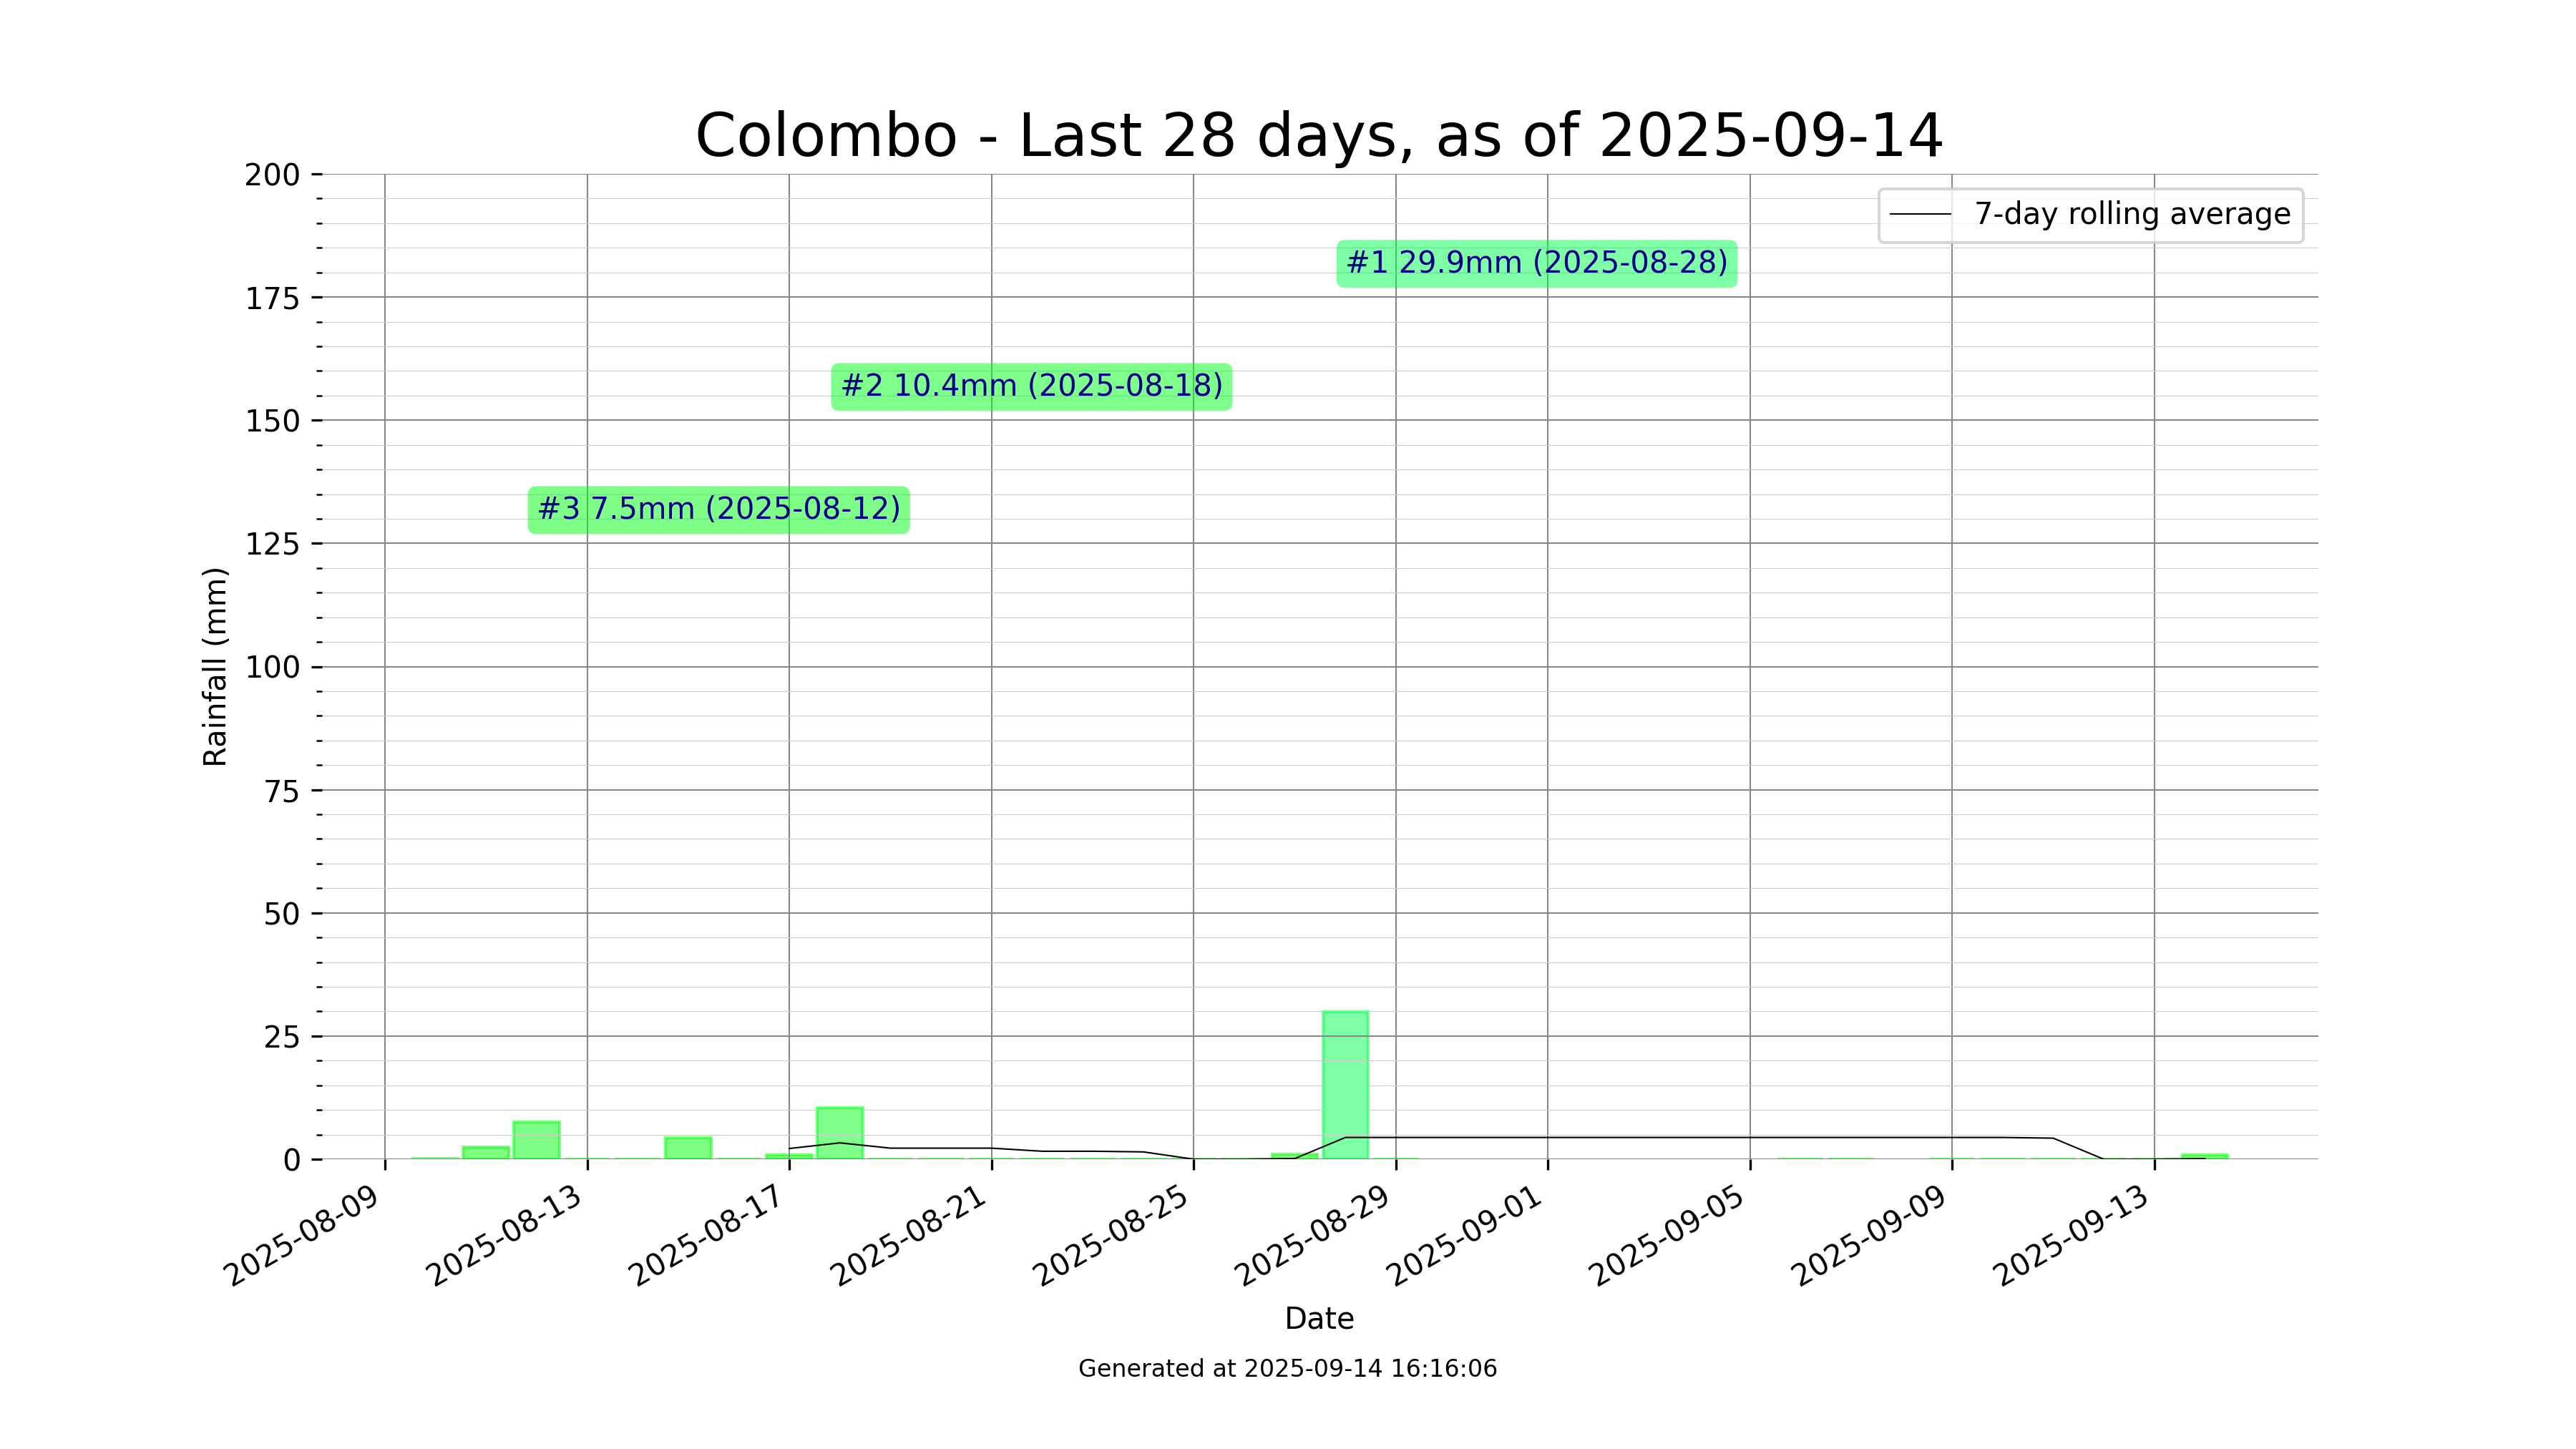 Colombo - Last 28 days, as of 2025-09-14
200
175
150
125
100
75
50
25
0
Rainfall (mm)
7-day rolling average
#1 29.9mm (2025-08-28)
#2 10.4mm (2025-08-18)
#3 7.5mm (2025-08-12)
2025-08-09
2025-08-13
2025-08-17
2025-08-21
2025-08-25
2025-08-29
2025-09-01
2025-09-05
2025-09-09
2025-09-13
Date
Generated at 2025-09-14 16:16:06